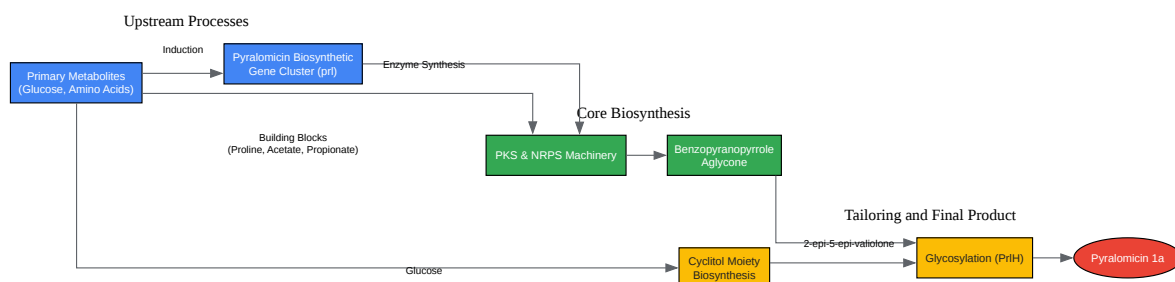 Upstream Processes
Induction
Pyralomicin Biosynthetic
Gene Cluster (prl)
Enzyme Synthesis
Primary Metabolites
(Glucose, Amino Acids)
Core Biosynthesis
Building Blocks
(Proline, Acetate, Propionate)
PKS & NRPS Machinery
Benzopyranopyrrole
Aglycone
Tailoring and Final Product
2-epi-5-epi-valiolone
Glycosylation (PrlH)
Pyralomicin 1a
Glucose
Cyclitol Moiety
Biosynthesis